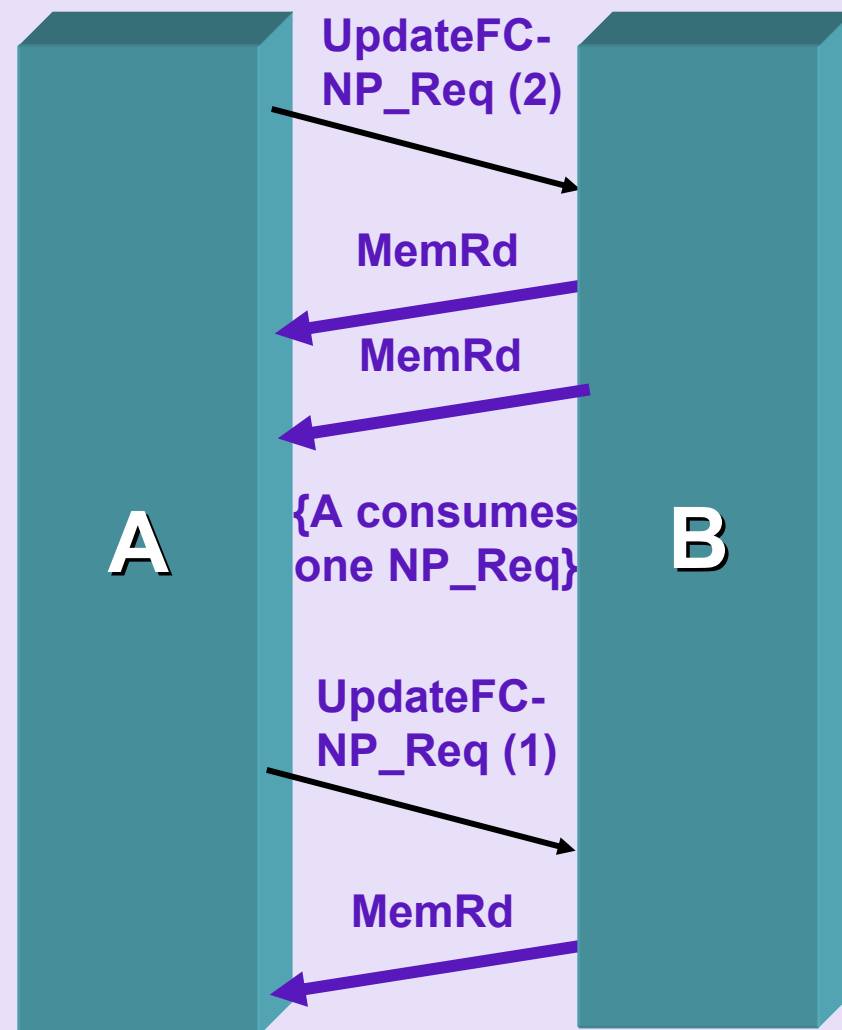 UpdateFC-
NP_Req (2)
MemRd
MemRd
A
{A consumes
one NP_Req}
B
UpdateFC-
NP_Req (1)
MemRd